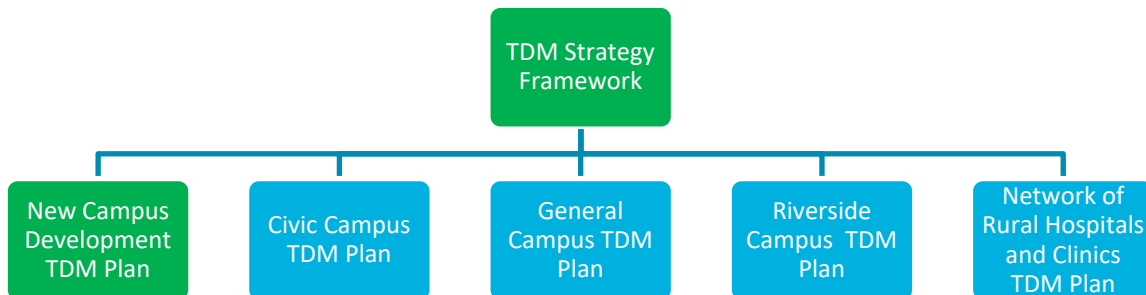 TDM Strategy
Framework
New Campus
Development
TDM Plan
Civic Campus
TDM Plan
General
Campus TDM
Plan
Riverside
Campus  TDM
Plan
Network of
Rural Hospitals
and Clinics
TDM Plan